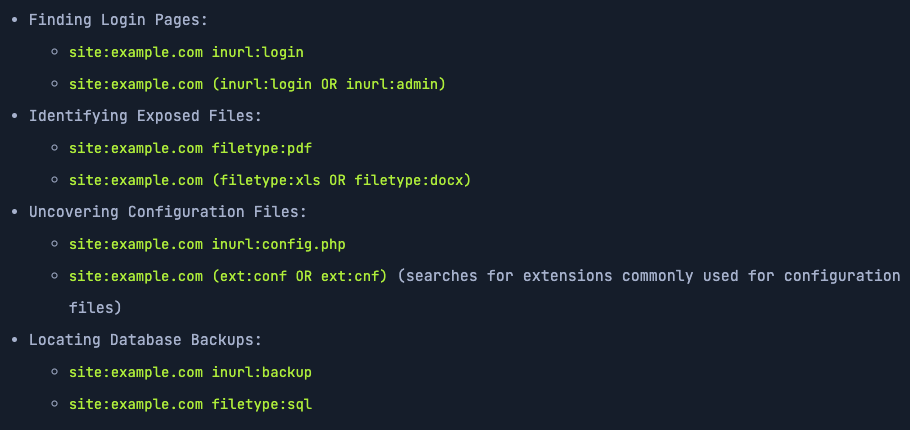 • Finding Login Pages:
◦ site:example.com inurl:login
◦ site:example.com (inurl:login OR inurl:admin)
• Identifying Exposed Files:
◦ site:example.com filetype:pdf
◦ site:example.com (filetype:xls OR filetype:docx)
• Uncovering Configuration Files:
◦ site:example.com inurl:config.php
◦ site:example.com (ext:conf OR ext:cnf) (searches for extensions commonly used for configuration
files)
• Locating Database Backups:
◦ site:example.com inurl:backup
◦ site:example.com filetype:sql